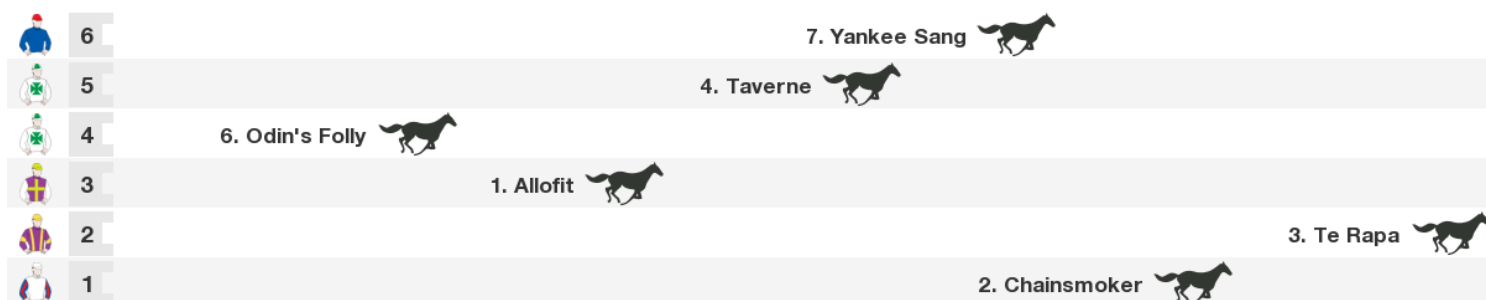 6 7. Yankee Sang
5 4. Taverne
4 6. Odin's Folly
3 1. Allofit
2 3. Te Rapa
1 2. Chainsmoker